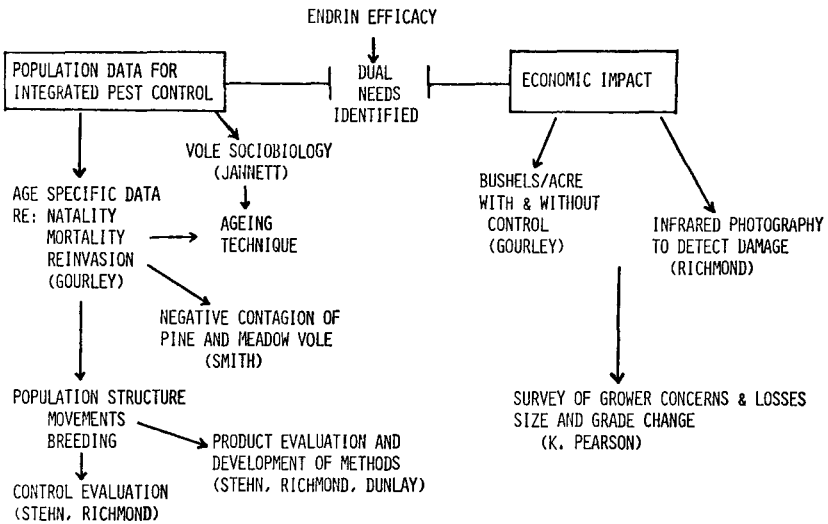 ENDRIN EFFICACY
DUAL
NEEDS
IDENTIFIED
POPULATION DATA FOR
INTEGRATED PEST CONTROL
ECONOMIC IMPACT
VOLE SOCIOBIOLOGY
(JANNETT)
AGEING
TECHNIQUE
AGE SPECIFIC DATA
RE: NATALITY
MORTALITY
REINVASION
(GOURLEY)
NEGATIVE CONTAGION OF
PINE AND MEADOW VOLE
(SMITH)
POPULATION STRUCTURE
MOVEMENTS
BREEDING
PRODUCT EVALUATION AND
DEVELOPMENT OF METHODS
(STEHN, RICHMOND, DUNLAY)
CONTROL EVALUATION
(STEHN, RICHMOND)
BUSHELS/ACRE
WITH & WITHOUT
CONTROL
(GOURLEY)
INFRARED PHOTOGRAPHY
TO DETECT DAMAGE
(RICHMOND)
SURVEY OF GROWER CONCERNS & LOSSES
SIZE AND GRADE CHANGE
(K. PEARSON)